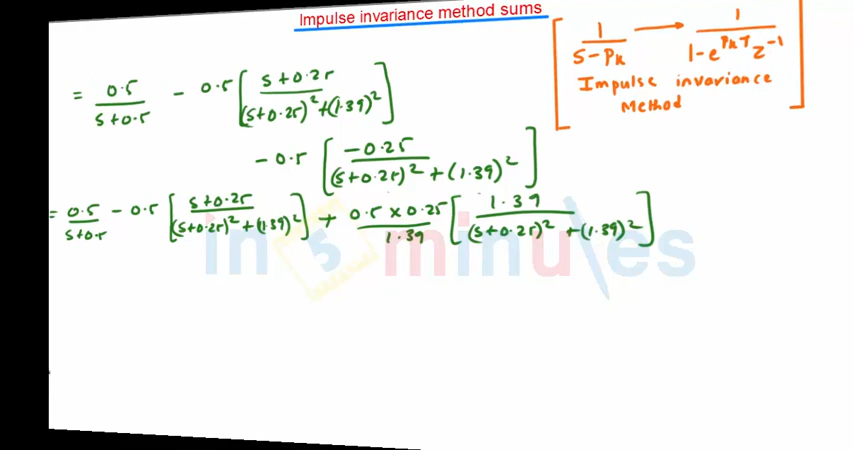 Impulse invariance method sums
[ 1/(s-Pk) → 1/(1-e^(PkT) z^-1)
Impulse invariance
Method ]
= 0.5/(s+0.5) - 0.5 [ (s+0.25)/((s+0.25)^2+(1.39)^2) ]
- 0.5 [ -0.25/((s+0.25)^2+(1.39)^2) ]
= 0.5/(s+0.5) - 0.5 [ (s+0.25)/((s+0.25)^2+(1.39)^2) ] + (0.5×0.25)/1.39 [ 1.39/((s+0.25)^2+(1.39)^2) ]
in 5 minutes